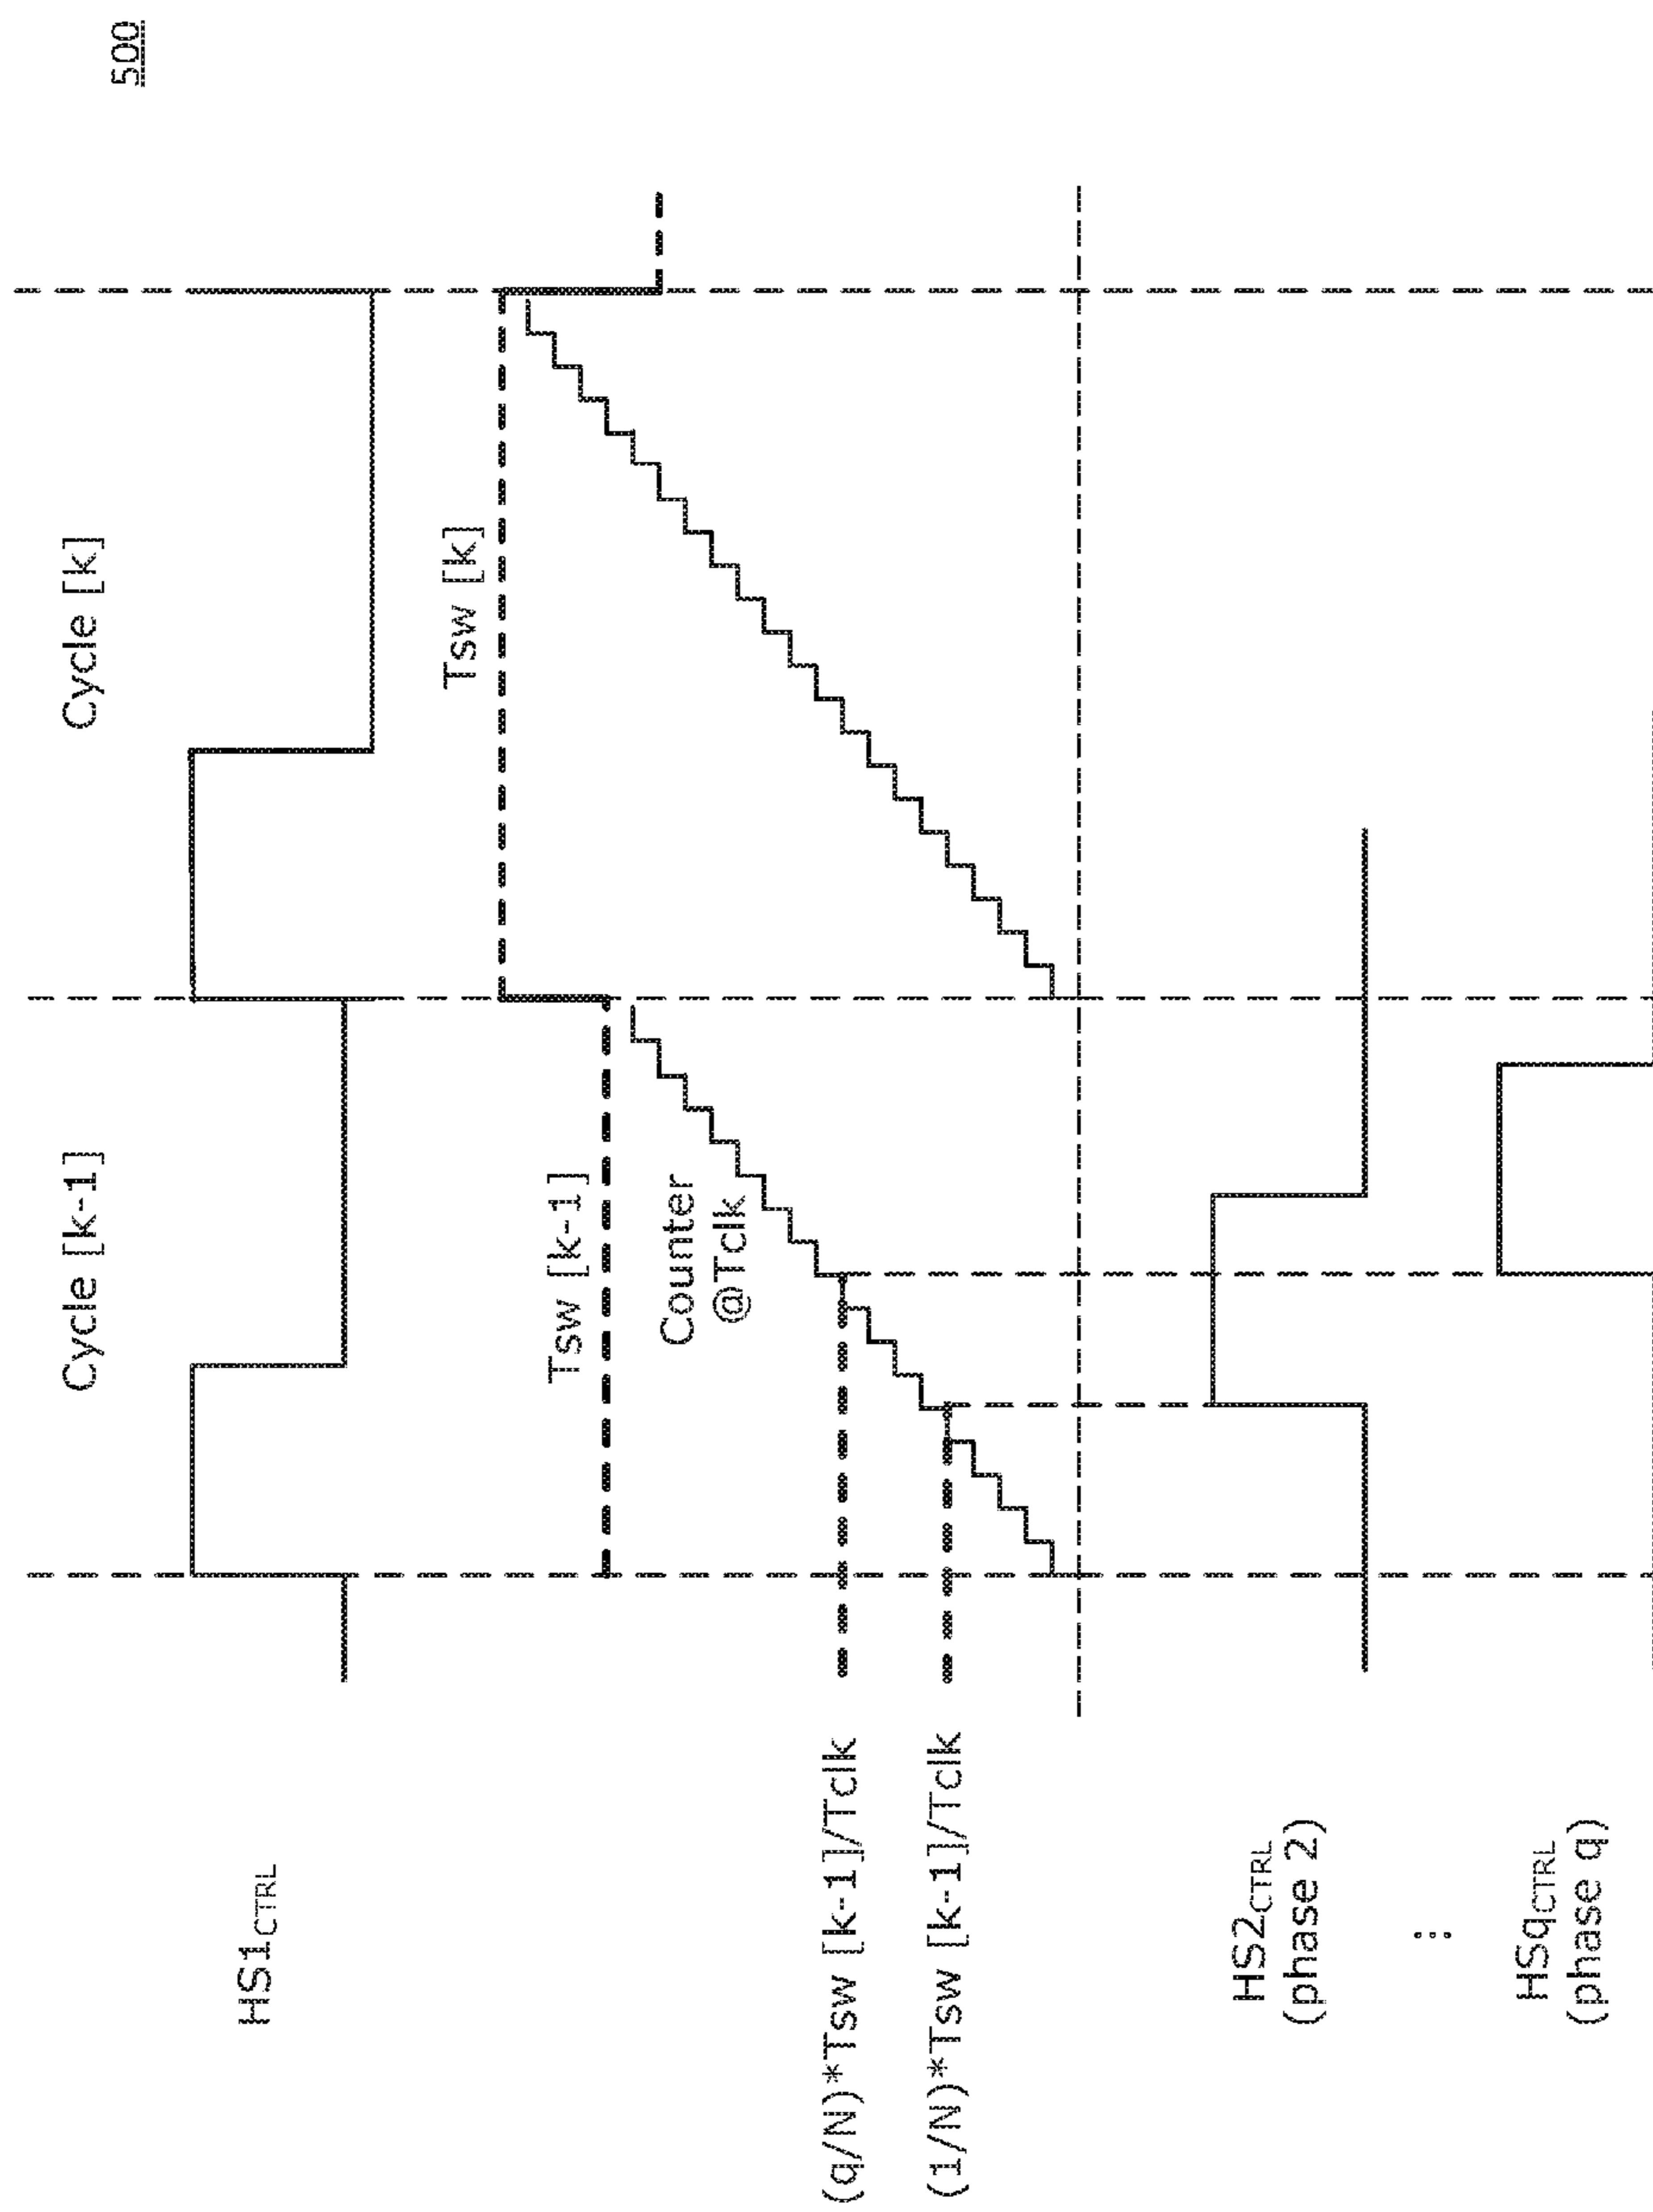 500
Cycle [k-1]
Cycle [k]
HS1CTRL
Tsw [k]
Tsw [k-1]
Counter
@Tclk
(q/N)*Tsw [k-1]/Tclk
(1/N)*Tsw [k-1]/Tclk
HS2CTRL
(phase 2)
⋮
HSqCTRL
(phase q)